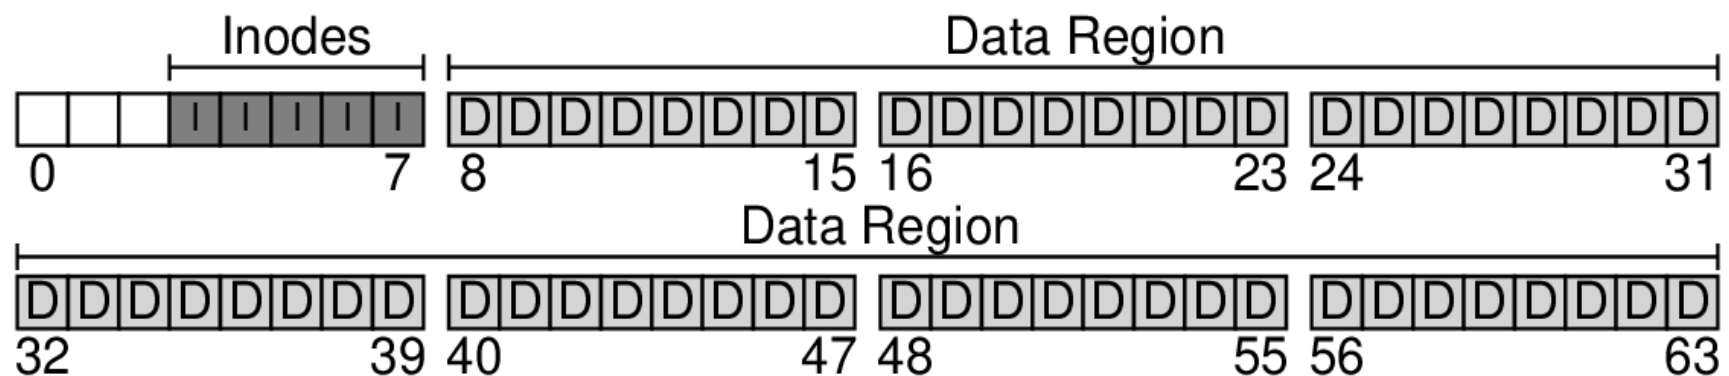 Inodes Data Region
I I I I I D D D D D D D D D D D D D D D D D D D D D D D D
0 7 8 15 16 23 24 31
Data Region
D D D D D D D D D D D D D D D D D D D D D D D D D D D D D D D D
32 39 40 47 48 55 56 63